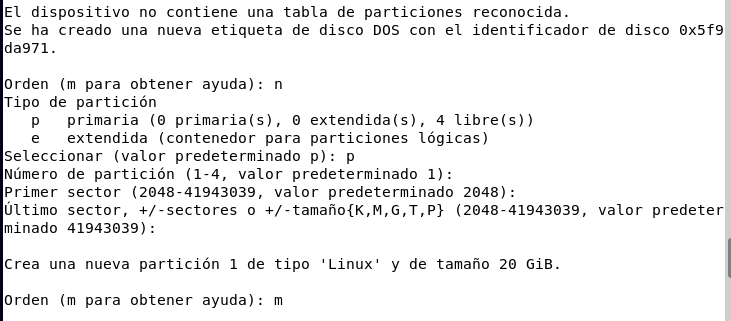 El dispositivo no contiene una tabla de particiones reconocida.
Se ha creado una nueva etiqueta de disco DOS con el identificador de disco 0x5f9
da971.
Orden (m para obtener ayuda): n
Tipo de partición
   p   primaria (0 primaria(s), 0 extendida(s), 4 libre(s))
   e   extendida (contenedor para particiones lógicas)
Seleccionar (valor predeterminado p): p
Número de partición (1-4, valor predeterminado 1):
Primer sector (2048-41943039, valor predeterminado 2048):
Último sector, +/-sectores o +/-tamaño{K,M,G,T,P} (2048-41943039, valor predeter
minado 41943039):
Crea una nueva partición 1 de tipo 'Linux' y de tamaño 20 GiB.
Orden (m para obtener ayuda): m